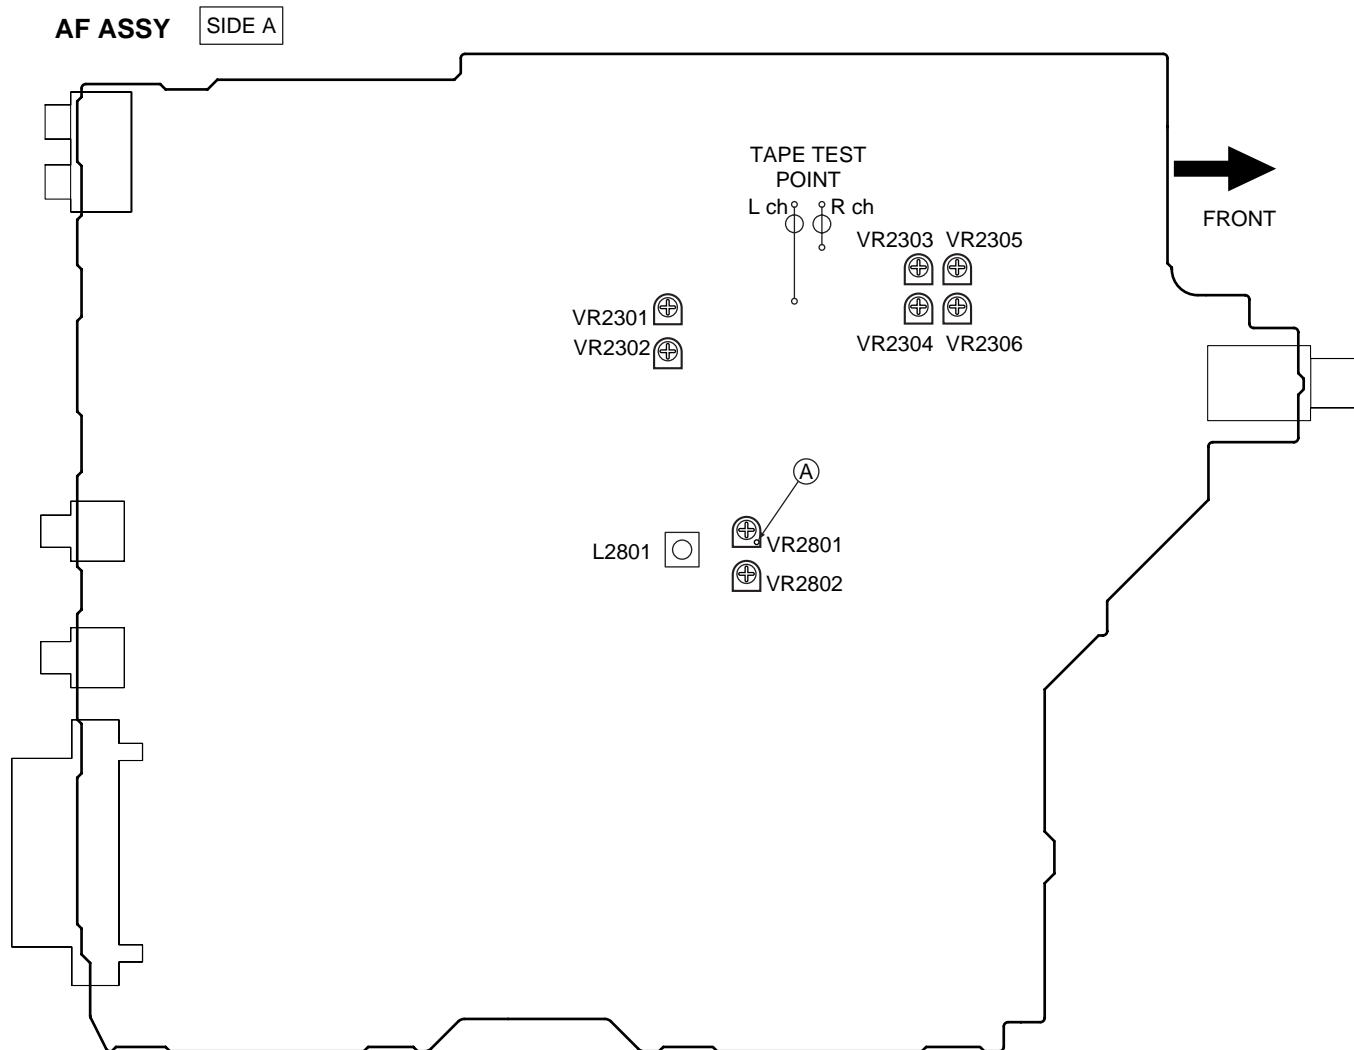 AF ASSY SIDE A
TAPE TEST
POINT
L ch R ch
FRONT
VR2303 VR2305
VR2301
VR2302
VR2304 VR2306
A
L2801
VR2801
VR2802